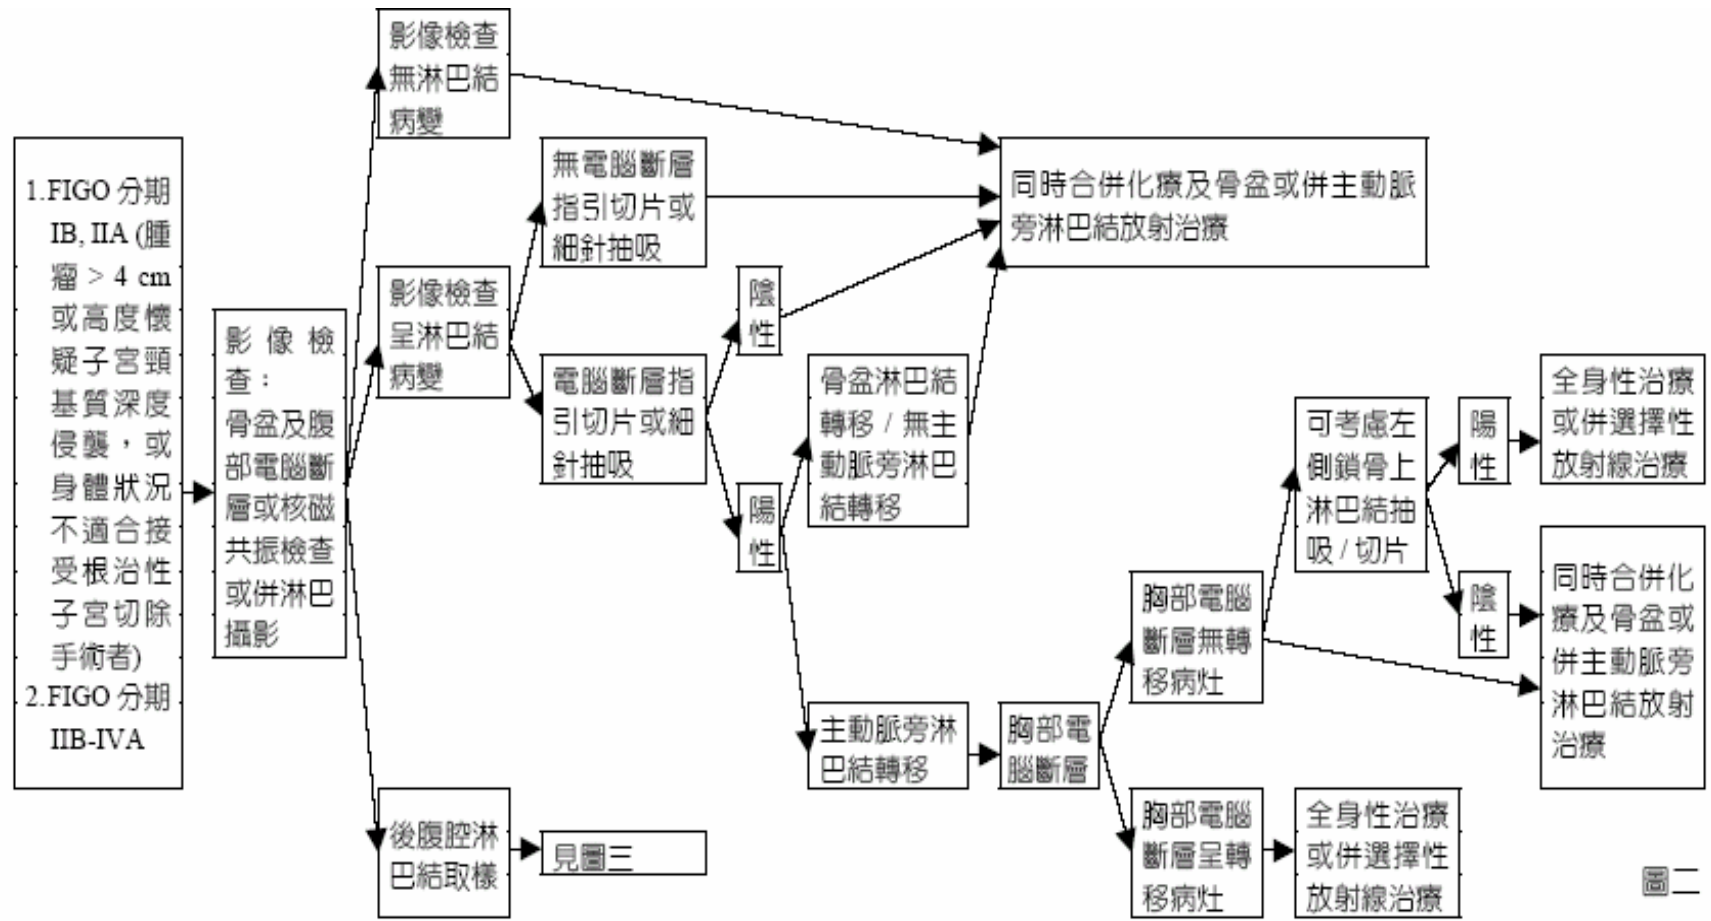 1.FIGO 分期
IB, IIA (腫
瘤 > 4 cm
或高度懷
疑子宮頸
基質深度
侵襲，或
身體狀況
不適合接
受根治性
子宮切除
手術者)
2.FIGO 分期
IIB-IVA
影像檢
查：
骨盆及腹
部電腦斷
層或核磁
共振檢查
或併淋巴
攝影
影像檢查
無淋巴結
病變
影像檢查
呈淋巴結
病變
後腹腔淋
巴結取樣
無電腦斷層
指引切片或
細針抽吸
電腦斷層指
引切片或細
針抽吸
見圖三
陰
性
陽
性
骨盆淋巴結
轉移 / 無主
動脈旁淋巴
結轉移
主動脈旁淋
巴結轉移
同時合併化療及骨盆或併主動脈
旁淋巴結放射治療
胸部電
腦斷層
胸部電腦
斷層無轉
移病灶
胸部電腦
斷層呈轉
移病灶
可考慮左
側鎖骨上
淋巴結抽
吸 / 切片
全身性治療
或併選擇性
放射線治療
陽
性
陰
性
全身性治療
或併選擇性
放射線治療
同時合併化
療及骨盆或
併主動脈旁
淋巴結放射
治療
圖二